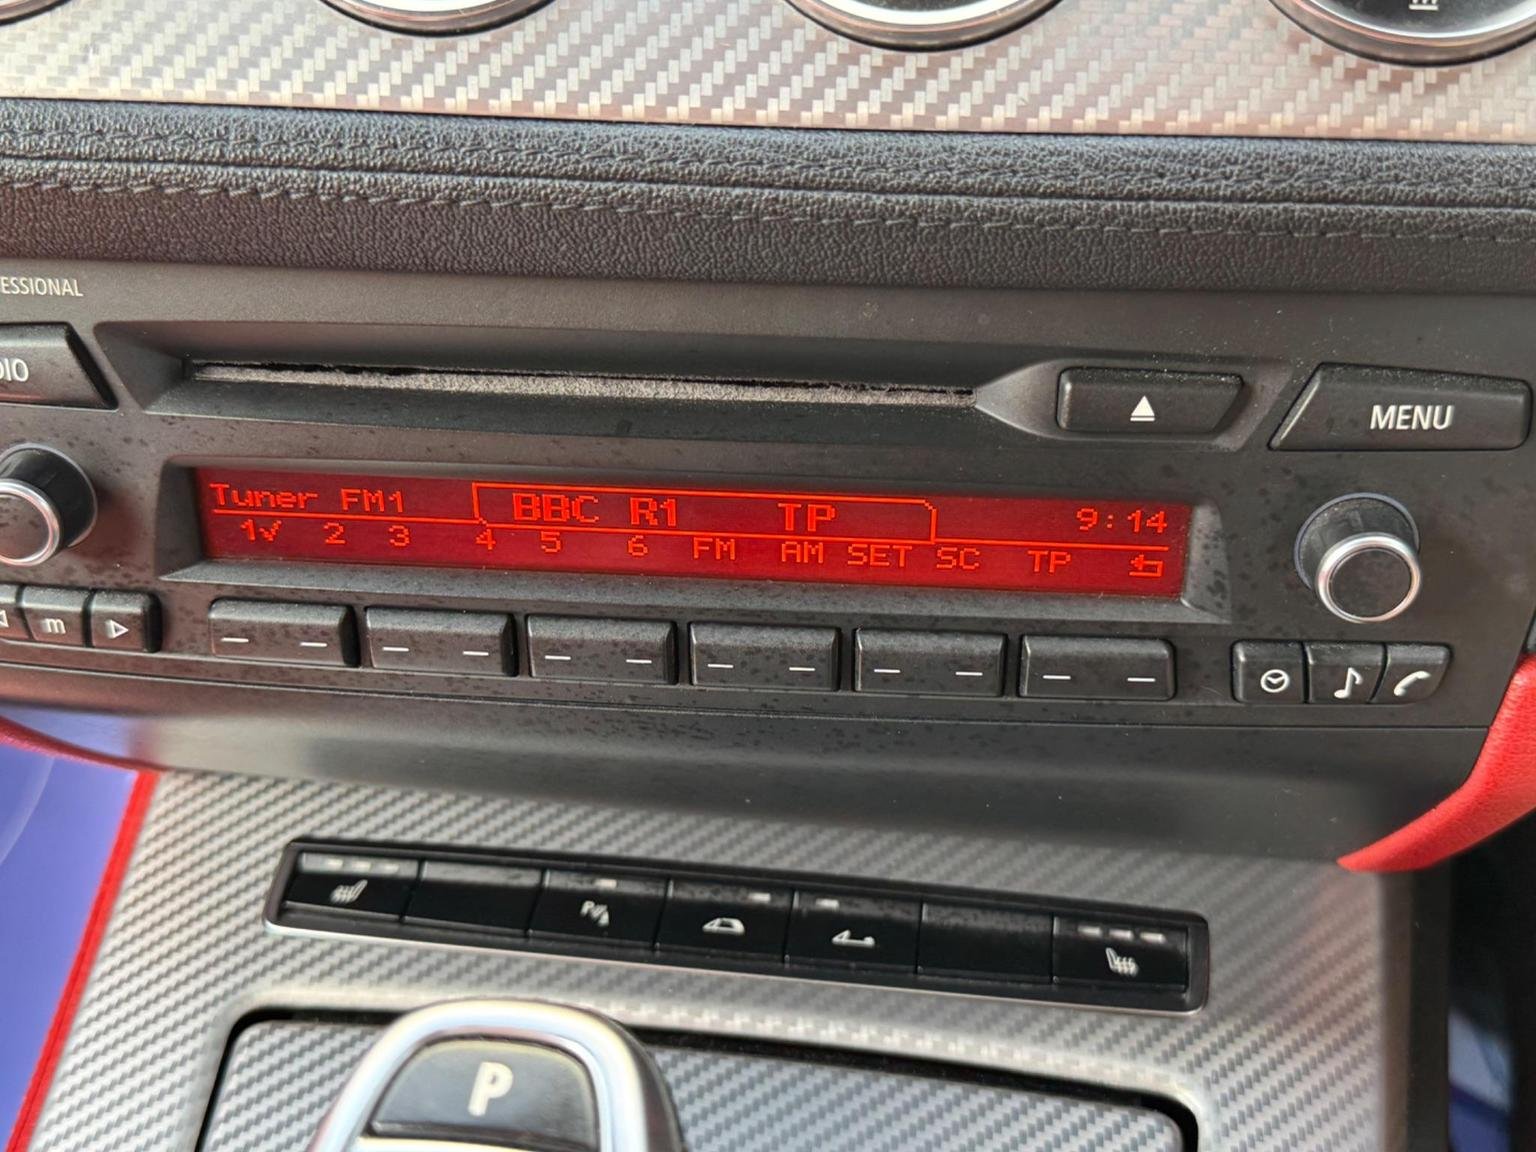 ESSIONAL
DIO
MENU
Tuner FM1 BBC R1 TP 9:14
1✓ 2 3 4 5 6 FM AM SET SC TP
m
P